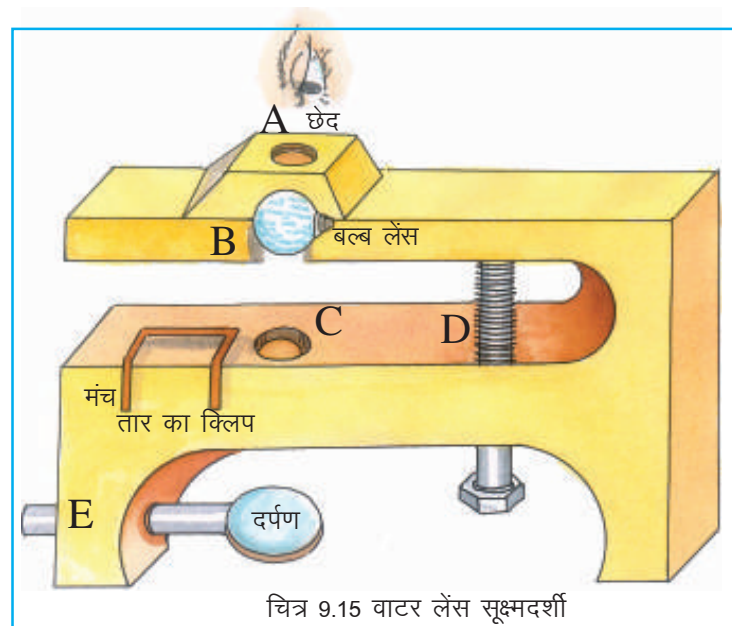 A छेद
B
बल्ब लेंस
C
D
मंच
तार का क्लिप
E
दर्पण
चित्र 9.15 वाटर लेंस सूक्ष्मदर्शी